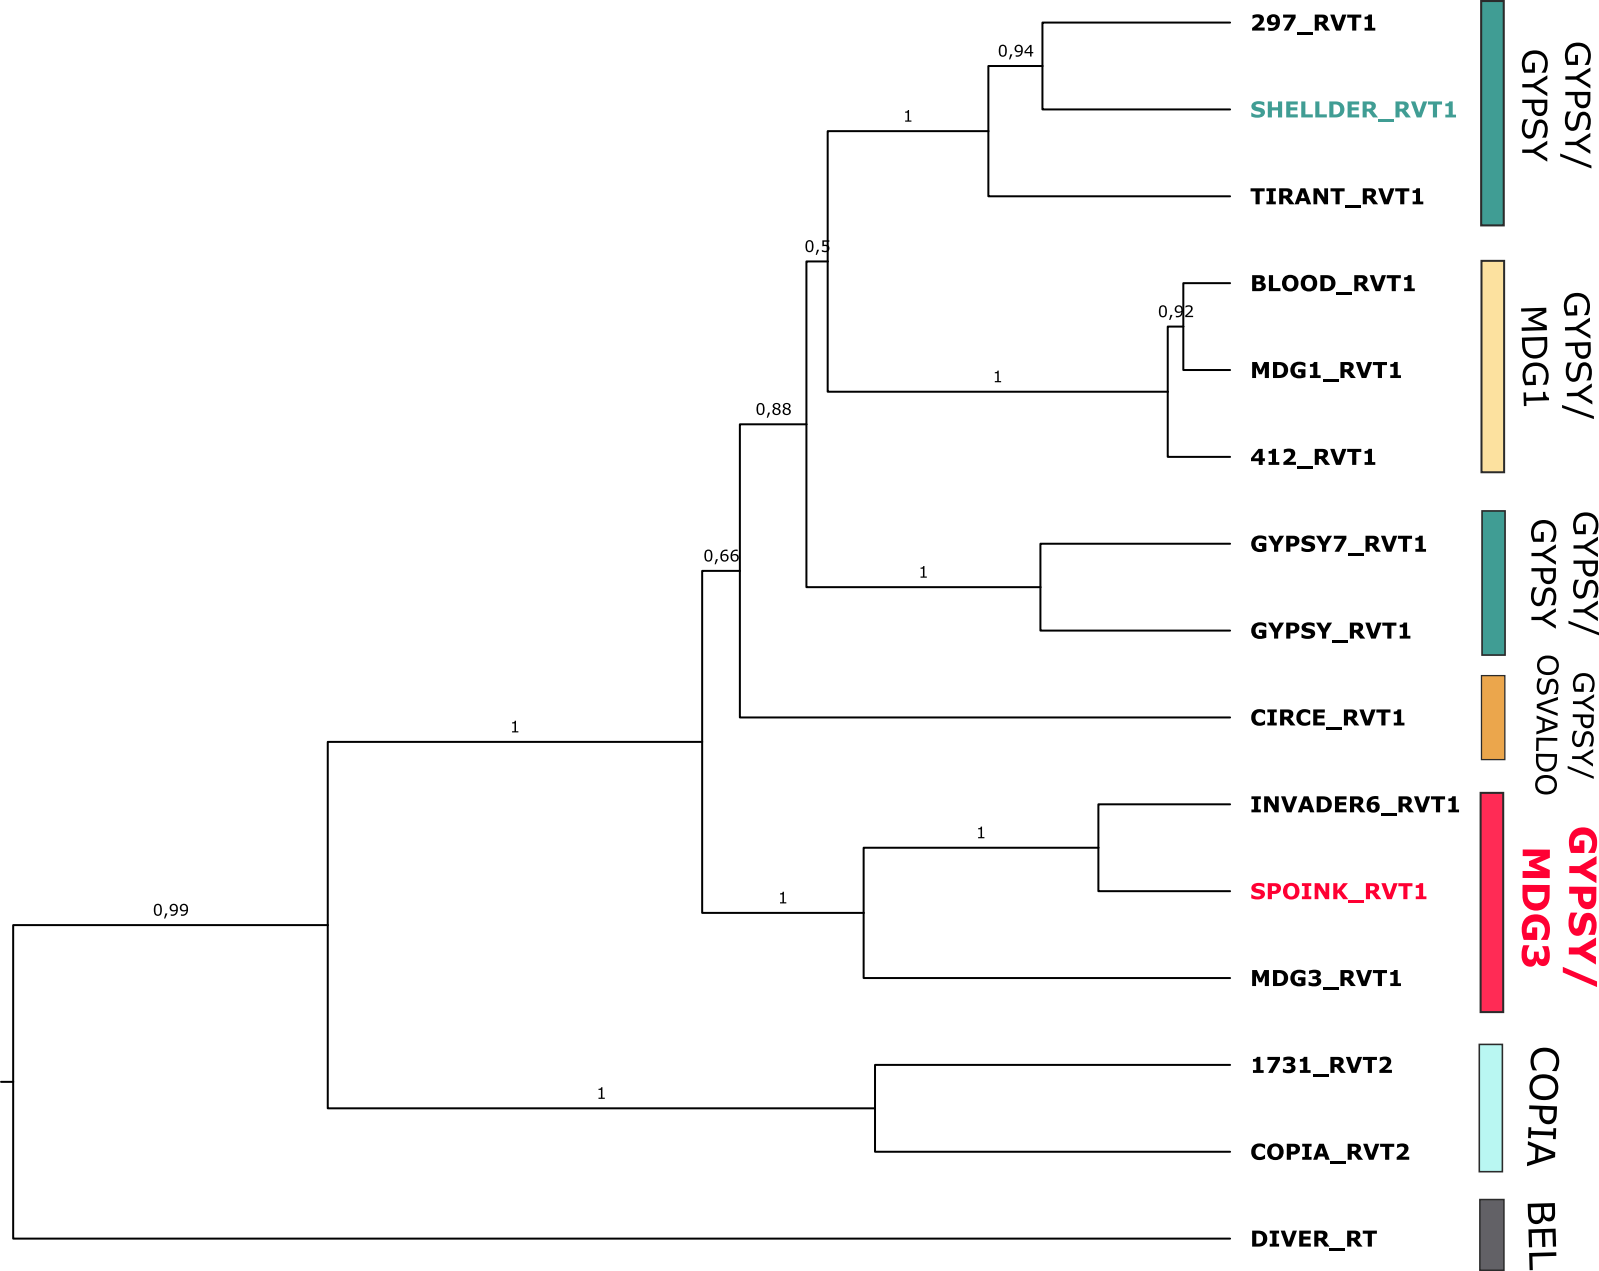 297_RVT1
0,94
SHELLDER_RVT1
1
TIRANT_RVT1
GYPSY/
GYPSY
0,5
BLOOD_RVT1
0,92
MDG1_RVT1
1
412_RVT1
GYPSY/
MDG1
0,88
GYPSY7_RVT1
1
GYPSY_RVT1
GYPSY/
GYPSY
0,66
CIRCE_RVT1
GYPSY/
OSVALDO
1
INVADER6_RVT1
1
SPOINK_RVT1
1
MDG3_RVT1
GYPSY/
MDG3
0,99
1731_RVT2
1
COPIA_RVT2
COPIA
DIVER_RT
BEL